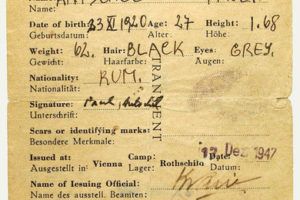 Name:
Date of birth: 23 XI 1920 Age: 27 Height: 1.68
Geburtsdatum: Alter: Höhe:
Weight: 62. Hair: BLACK Eyes: GREY.
Gewicht: Haarfarbe: Augen:
Nationality: RUM.
Nationalität:
Signature: Paul
Unterschrift:
Scars or identifying marks:
Besondere Merkmale:
TRANSIENT
Issued at: Camp: Date: 17. Dez. 1947
Ausgestellt in: Vienna Lager: Rothschild Datum:
Name of Issuing Official:
Name des ausstell. Beamten: